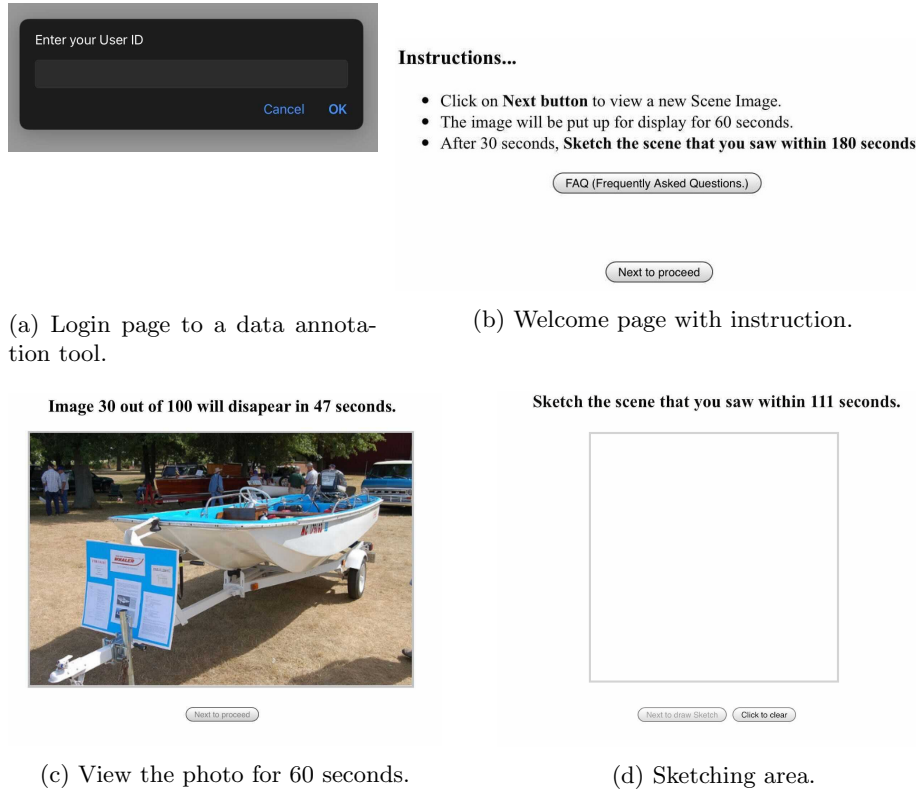 Enter your User ID
Cancel OK
(a) Login page to a data annota-
tion tool.
Instructions...
• Click on Next button to view a new Scene Image.
• The image will be put up for display for 60 seconds.
• After 30 seconds, Sketch the scene that you saw within 180 seconds
FAQ (Frequently Asked Questions.)
Next to proceed
(b) Welcome page with instruction.
Image 30 out of 100 will disapear in 47 seconds.
Next to proceed
(c) View the photo for 60 seconds.
Sketch the scene that you saw within 111 seconds.
Next to draw Sketch Click to clear
(d) Sketching area.